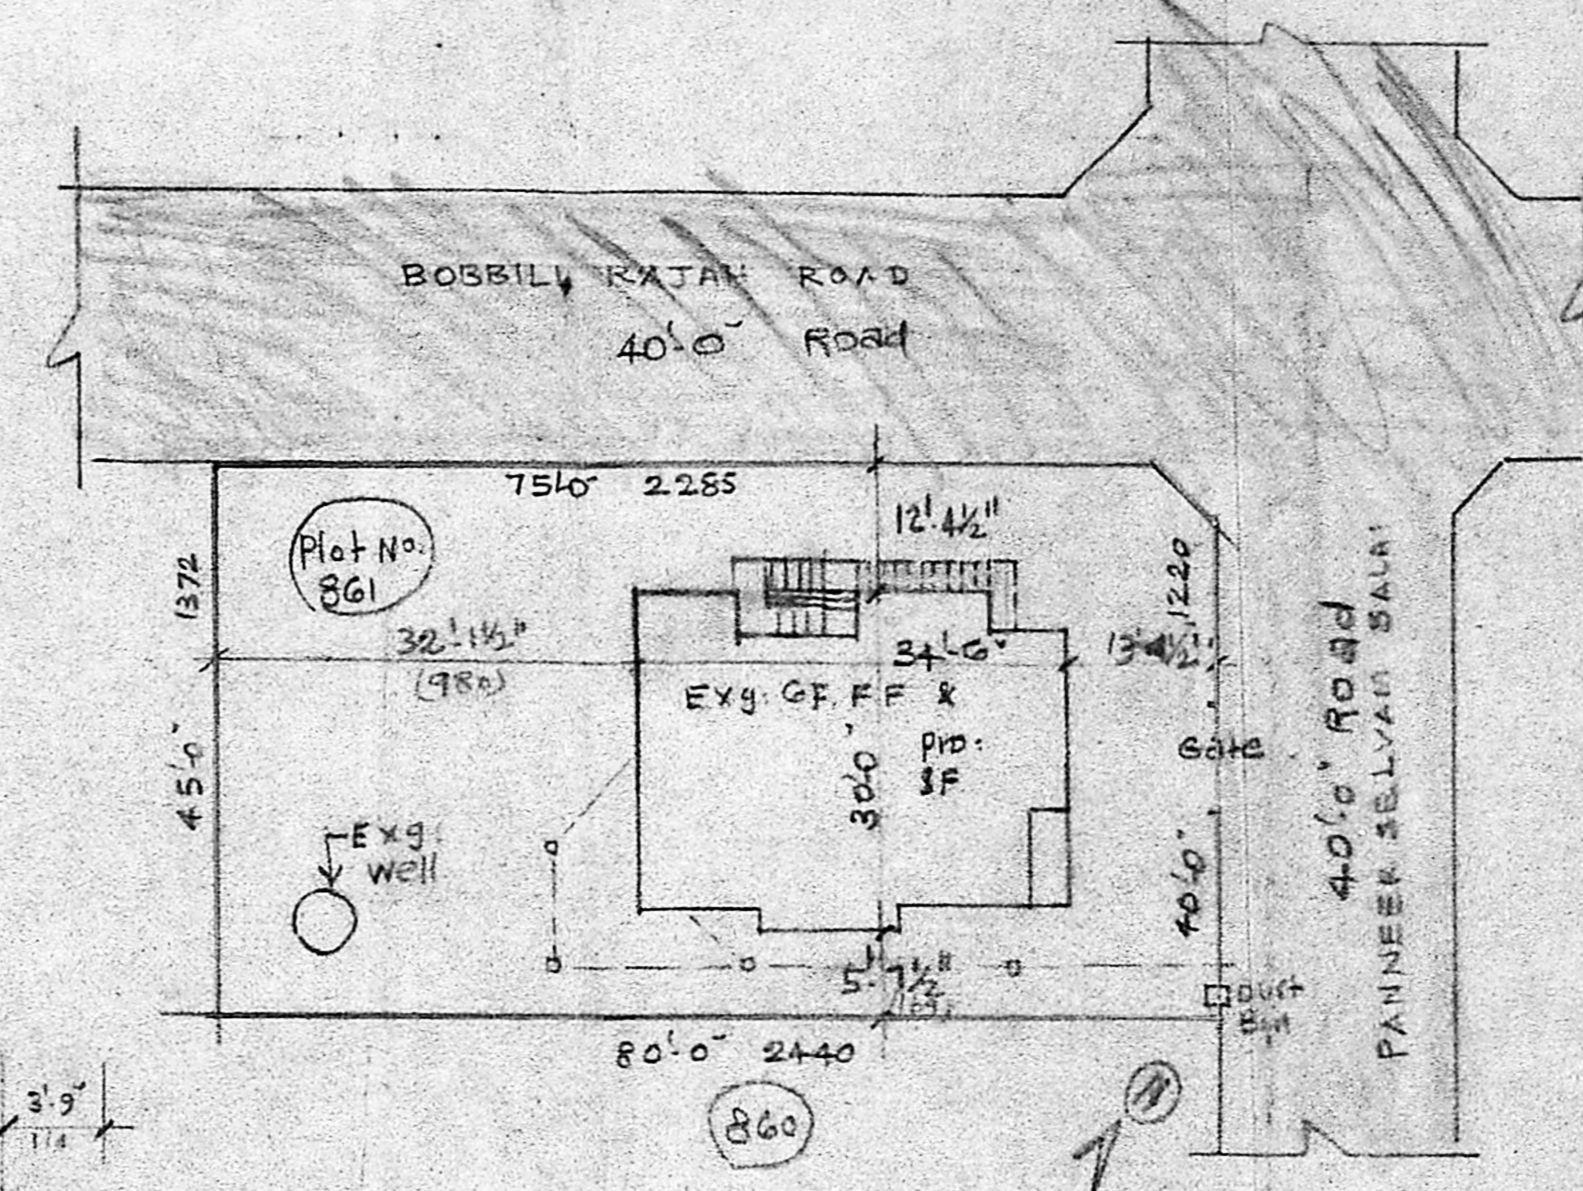 BOBBILI RAJAH ROAD
40'-0" Road
75'-0" 2285
12'.4½"
Plot No.
861
1372
1220
32'-1½"
(980)
34'-6"
13'-4½"
Exg. GF, FF &
pro:
SF
30'-0"
Gate
45'-0"
Exg.
well
40'-0"
40'-0" ROAD
PANNEER SELVAM SALAI
5'-7½"
Dust
Bin
80'-0" 2440
860
3'.9"
114
N